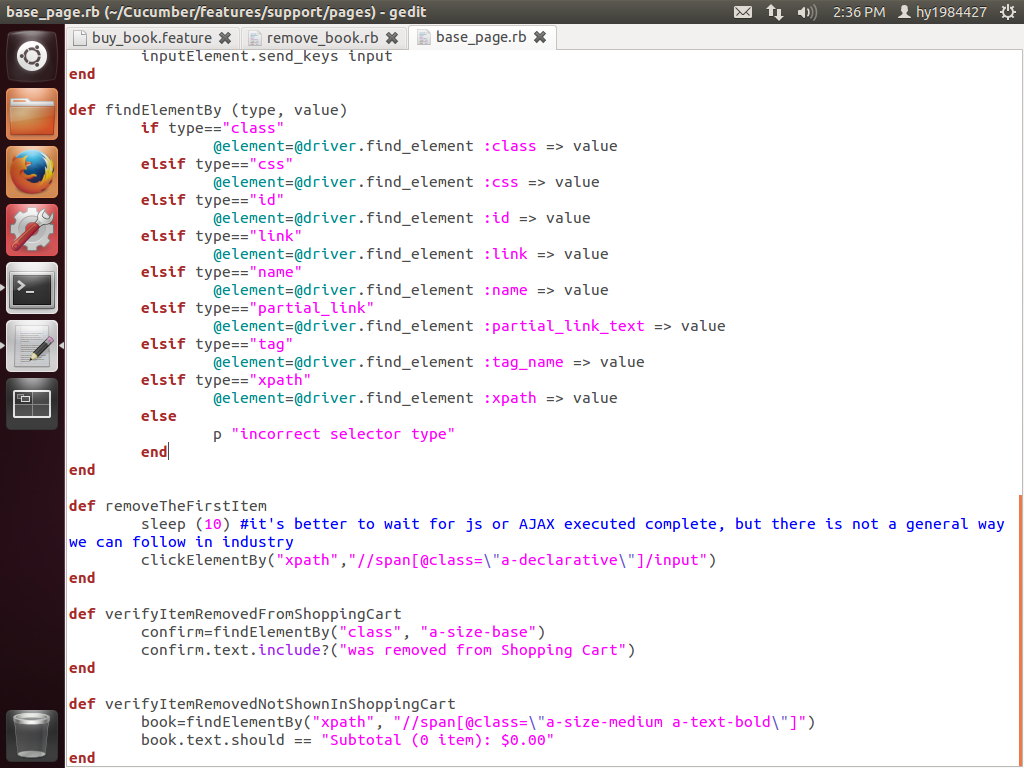 base_page.rb (~/Cucumber/features/support/pages) - gedit
2:36 PM hy1984427
buy_book.feature remove_book.rb base_page.rb
inputElement.send_keys input
end
def findElementBy (type, value)
if type=="class"
@element=@driver.find_element :class => value
elsif type=="css"
@element=@driver.find_element :css => value
elsif type=="id"
@element=@driver.find_element :id => value
elsif type=="link"
@element=@driver.find_element :link => value
elsif type=="name"
@element=@driver.find_element :name => value
elsif type=="partial_link"
@element=@driver.find_element :partial_link_text => value
elsif type=="tag"
@element=@driver.find_element :tag_name => value
elsif type=="xpath"
@element=@driver.find_element :xpath => value
else
p "incorrect selector type"
end
end
def removeTheFirstItem
sleep (10) #it's better to wait for js or AJAX executed complete, but there is not a general way
we can follow in industry
clickElementBy("xpath","//span[@class=\"a-declarative\"]/input")
end
def verifyItemRemovedFromShoppingCart
confirm=findElementBy("class", "a-size-base")
confirm.text.include?("was removed from Shopping Cart")
end
def verifyItemRemovedNotShownInShoppingCart
book=findElementBy("xpath", "//span[@class=\"a-size-medium a-text-bold\"]")
book.text.should == "Subtotal (0 item): $0.00"
end